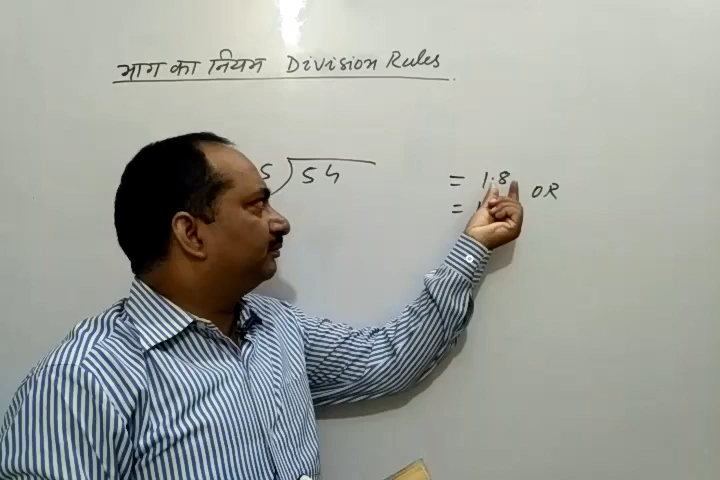 भाग का नियम Division Rules
5)54 = 1.8 OR
=